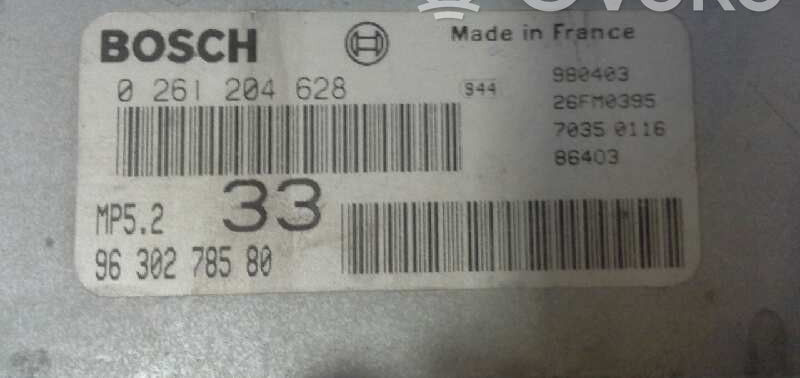 BOSCH
Made in France
0 261 204 628
S44
980403
26FM0395
7035 0116
86403
33
MP5.2
96 302 785 80